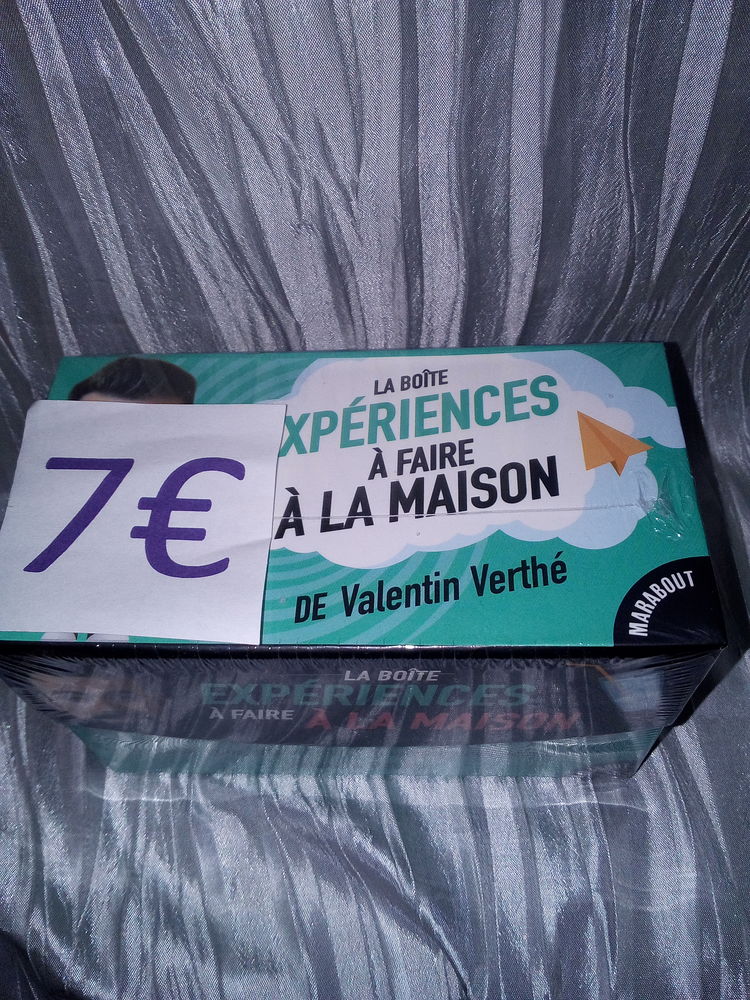 7€
LA BOÎTE
XPÉRIENCES
À FAIRE
À LA MAISON
DE Valentin Verthé
MARABOUT
LA BOÎTE
EXPÉRIENCES
À FAIRE À LA MAISON